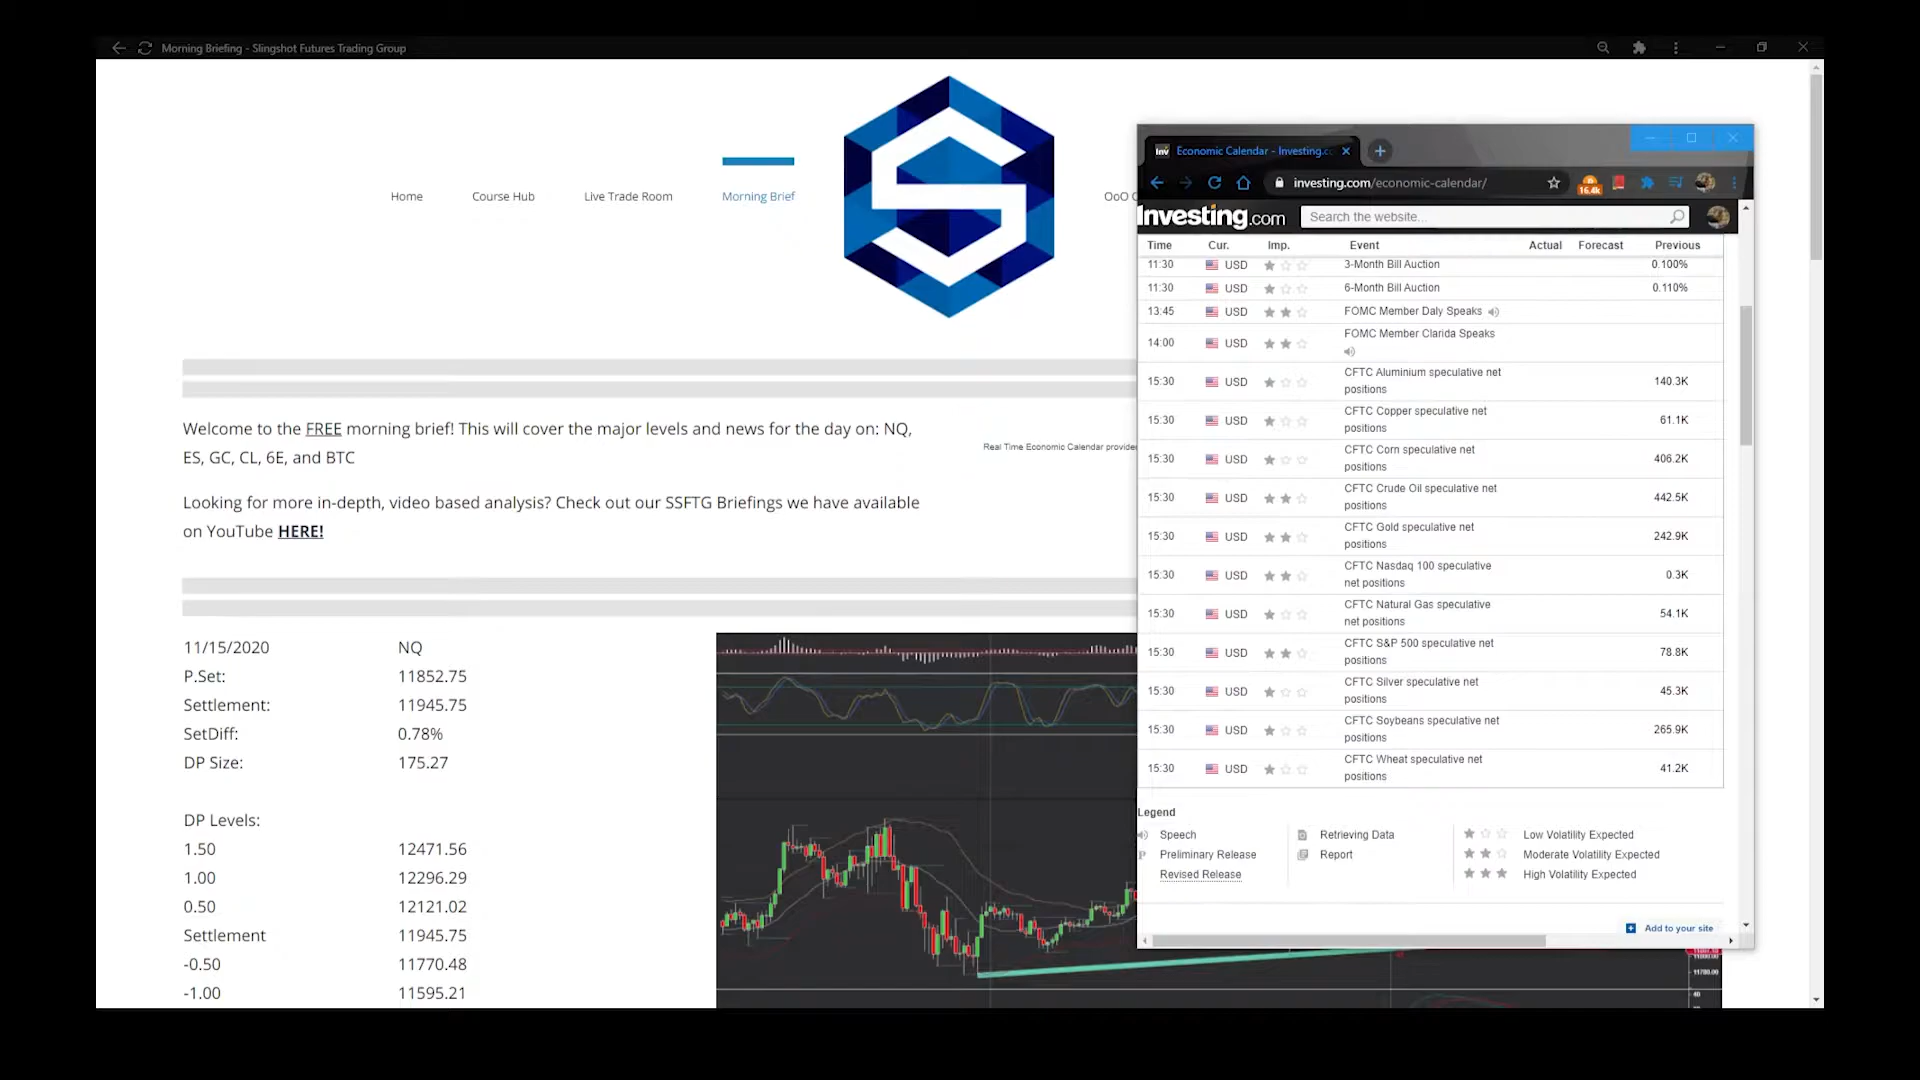 Morning Briefing - Slingshot Futures Trading Group
Home
Course Hub
Live Trade Room
Morning Brief
OoO
Welcome to the FREE morning brief! This will cover the major levels and news for the day on: NQ,
ES, GC, CL, 6E, and BTC
Real Time Economic Calendar provided
Looking for more in-depth, video based analysis? Check out our SSFTG Briefings we have available
on YouTube HERE!
11/15/2020 NQ
P.Set: 11852.75
Settlement: 11945.75
SetDiff: 0.78%
DP Size: 175.27
DP Levels:
1.50 12471.56
1.00 12296.29
0.50 12121.02
Settlement 11945.75
-0.50 11770.48
-1.00 11595.21
Inv Economic Calendar - Investing.c
investing.com/economic-calendar/
16.4k
Investing.com
Search the website...
Time Cur. Imp. Event Actual Forecast Previous
11:30 USD 3-Month Bill Auction 0.100%
11:30 USD 6-Month Bill Auction 0.110%
13:45 USD FOMC Member Daly Speaks
14:00 USD FOMC Member Clarida Speaks
15:30 USD CFTC Aluminium speculative net
positions 140.3K
15:30 USD CFTC Copper speculative net
positions 61.1K
15:30 USD CFTC Corn speculative net
positions 406.2K
15:30 USD CFTC Crude Oil speculative net
positions 442.5K
15:30 USD CFTC Gold speculative net
positions 242.9K
15:30 USD CFTC Nasdaq 100 speculative
net positions 0.3K
15:30 USD CFTC Natural Gas speculative
net positions 54.1K
15:30 USD CFTC S&P 500 speculative net
positions 78.8K
15:30 USD CFTC Silver speculative net
positions 45.3K
15:30 USD CFTC Soybeans speculative net
positions 265.9K
15:30 USD CFTC Wheat speculative net
positions 41.2K
Legend
Speech
Retrieving Data
Low Volatility Expected
P Preliminary Release
Report
Moderate Volatility Expected
Revised Release
High Volatility Expected
Add to your site